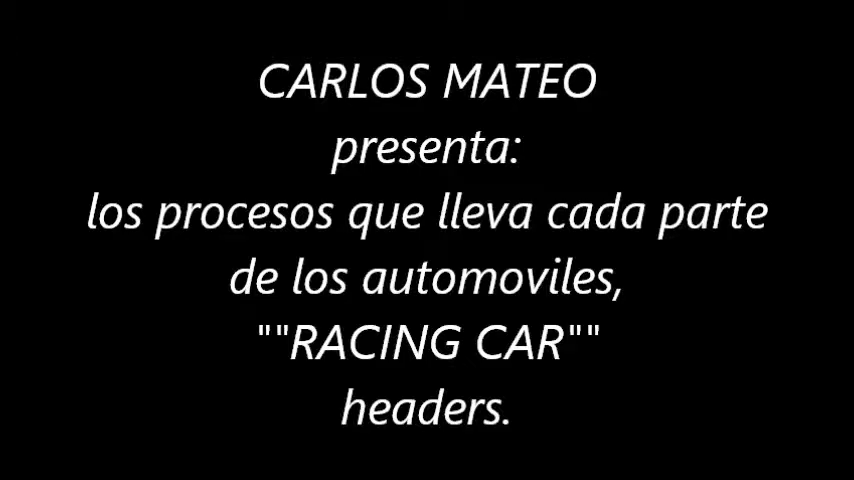 CARLOS MATEO
presenta:
los procesos que lleva cada parte
de los automoviles,
""RACING CAR""
headers.